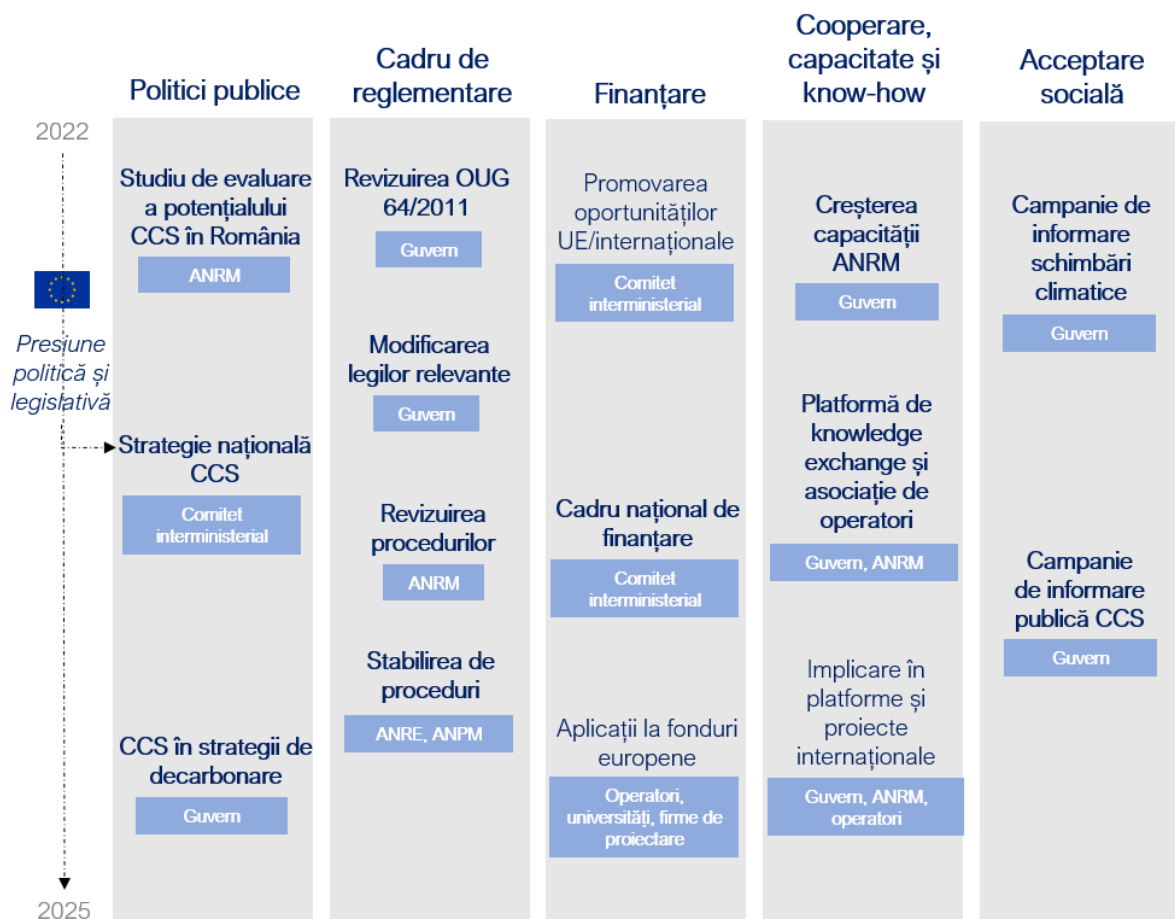 Politici publice
Cadru de
reglementare
Finanțare
Cooperare,
capacitate și
know-how
Acceptare
socială
2022
Presiune
politică și
legislativă
2025
Studiu de evaluare
a potențialului
CCS în România
ANRM
Strategie națională
CCS
Comitet
interministerial
CCS în strategii de
decarbonare
Guvern
Revizuirea OUG
64/2011
Guvern
Modificarea
legilor relevante
Guvern
Revizuirea
procedurilor
ANRM
Stabilirea de
proceduri
ANRE, ANPM
Promovarea
oportunităților
UE/internaționale
Comitet
interministerial
Cadru național de
finanțare
Comitet
interministerial
Aplicații la fonduri
europene
Operatori,
universități, firme de
proiectare
Creșterea
capacității
ANRM
Guvern
Platformă de
knowledge
exchange și
asociație de
operatori
Guvern, ANRM
Implicare în
platforme și
proiecte
internaționale
Guvern, ANRM,
operatori
Campanie de
informare
schimbări
climatice
Guvern
Campanie
de informare
publică CCS
Guvern